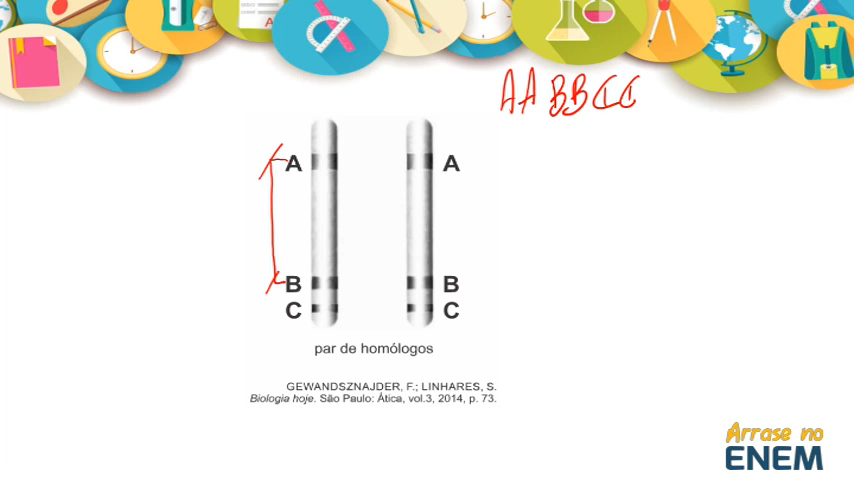 AABBCC
A A
B B
C C
par de homólogos
GEWANDSZNAJDER, F.; LINHARES, S.
Biologia hoje. São Paulo: Ática, vol.3, 2014, p. 73.
Arrase no
ENEM